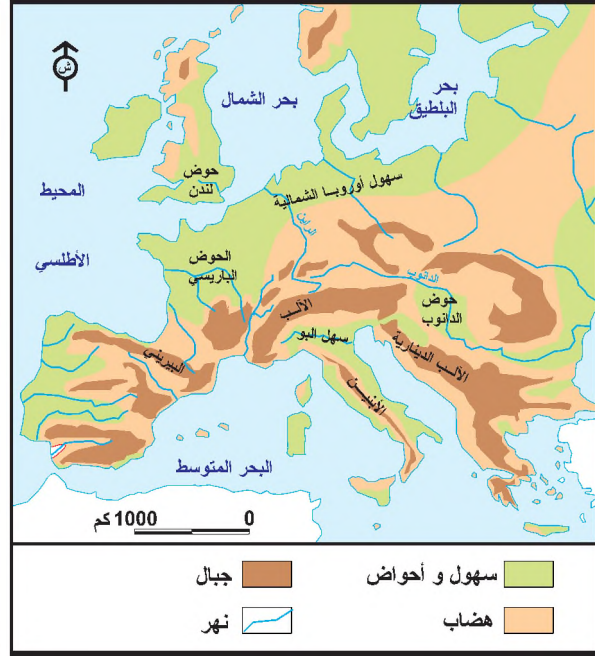 ش
بحر الشمال
بحر
البلطيق
المحيط
الأطلسي
حوض
لندن
سهول أوروبا الشمالية
الراين
الحوض
الباريسي
الدانوب
حوض
الدانوب
الألب
سهل البو
الألب الدينارية
البيريني
الأبنين
البحر المتوسط
1000 كم
0
سهول و أحواض
جبال
هضاب
نهر